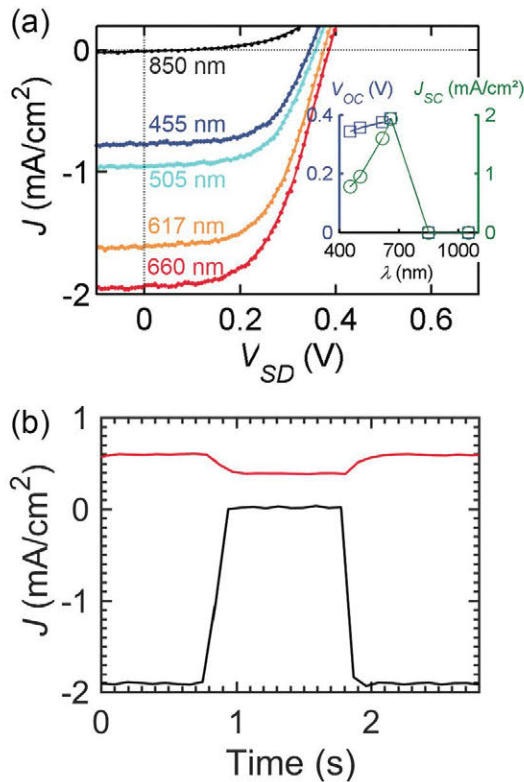 (a)
0
-1
-2
J (mA/cm²)
850 nm
455 nm
505 nm
617 nm
660 nm
V_OC (V) J_SC (mA/cm²)
0.4 2
0.2 1
0 0
400 700 1000
λ (nm)
0 0.2 0.4 0.6
V_SD (V)
(b)
1
0
-1
-2
J (mA/cm²)
0 1 2
Time (s)